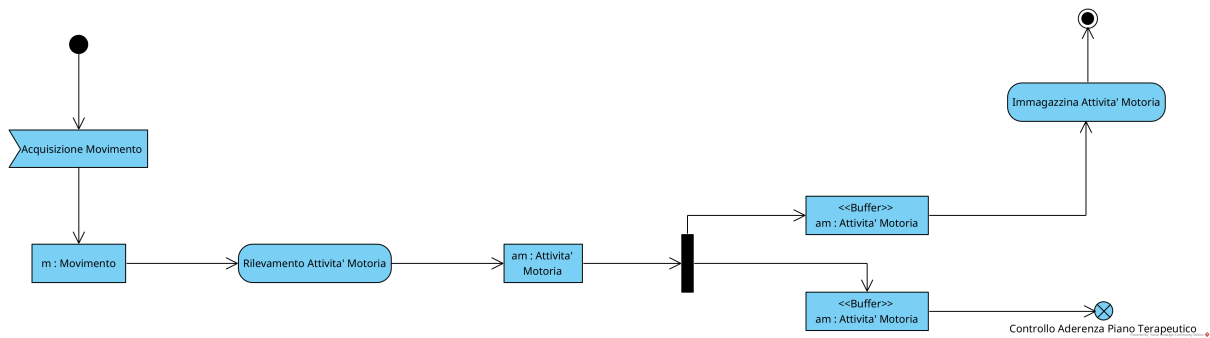 Immagazzina Attivita' Motoria
Acquisizione Movimento
<<Buffer>>
am : Attivita' Motoria
m : Movimento
Rilevamento Attivita' Motoria
am : Attivita'
Motoria
<<Buffer>>
am : Attivita' Motoria
Controllo Aderenza Piano Terapeutico